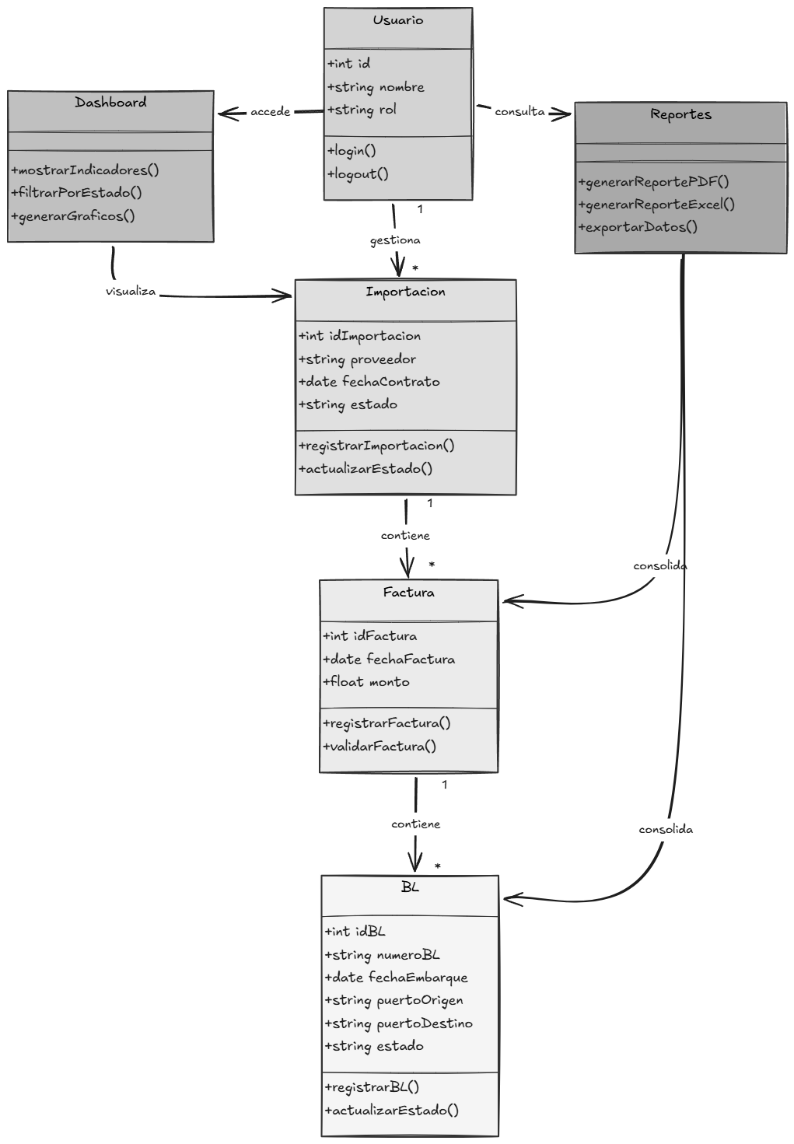 Usuario
+int id
+string nombre
+string rol
+login()
+logout()
Dashboard
+mostrarIndicadores()
+filtrarPorEstado()
+generarGraficos()
accede
consulta
Reportes
+generarReportePDF()
+generarReporteExcel()
+exportarDatos()
1
gestiona
*
visualiza
Importacion
+int idImportacion
+string proveedor
+date fechaContrato
+string estado
+registrarImportacion()
+actualizarEstado()
1
contiene
*
consolida
Factura
+int idFactura
+date fechaFactura
+float monto
+registrarFactura()
+validarFactura()
1
contiene
*
consolida
BL
+int idBL
+string numeroBL
+date fechaEmbarque
+string puertoOrigen
+string puertoDestino
+string estado
+registrarBL()
+actualizarEstado()